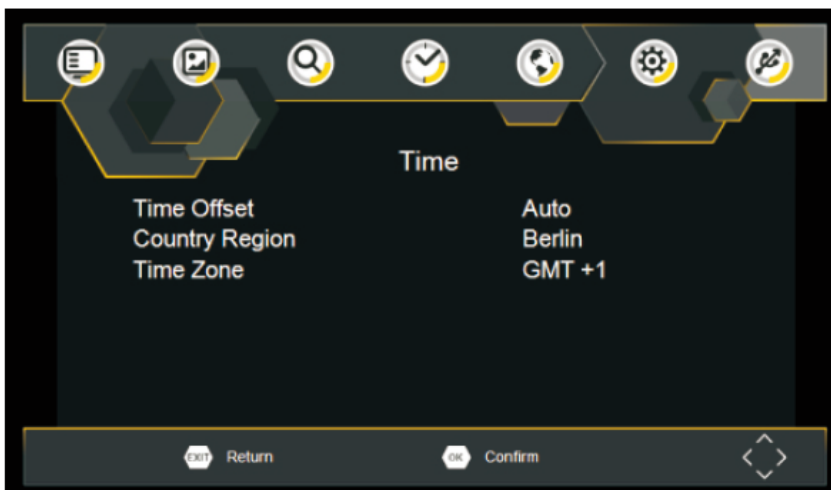 Time
Time Offset Auto
Country Region Berlin
Time Zone GMT +1
EXIT Return OK Confirm